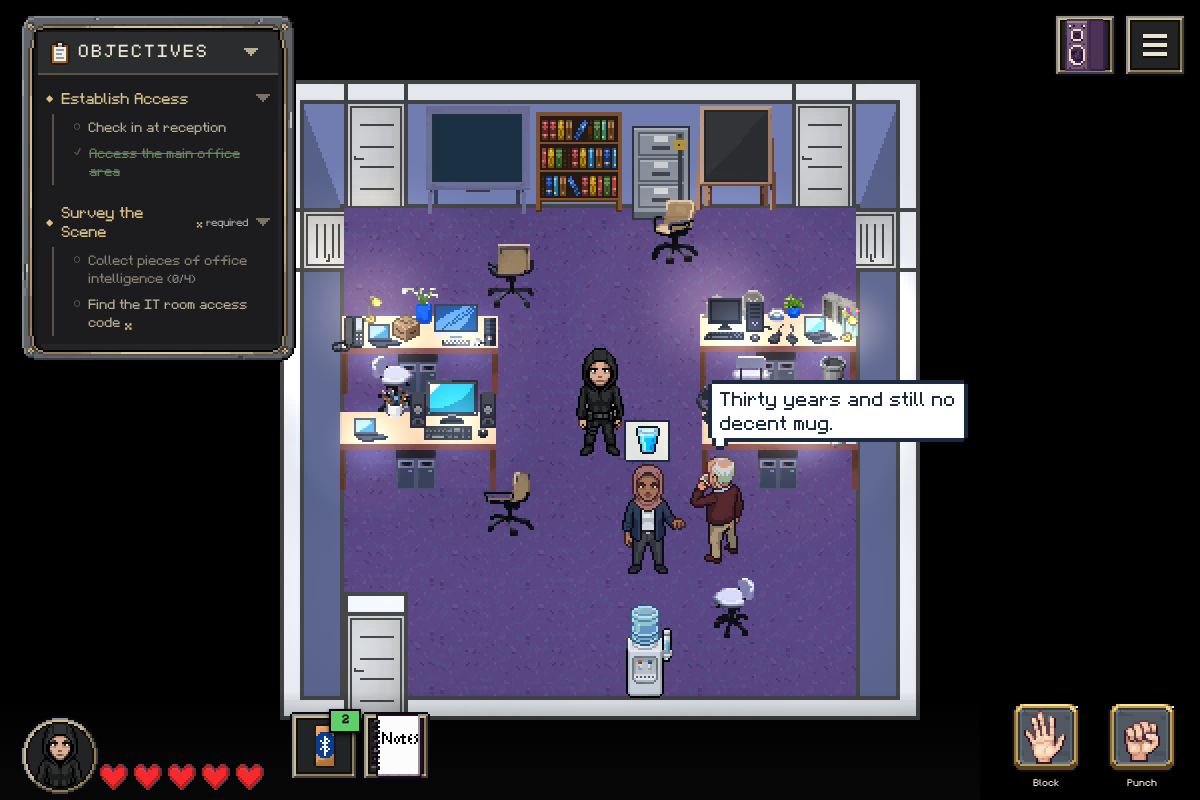 OBJECTIVES
Establish Access
Check in at reception
Access the main office
area
Survey the
Scene
x required
Collect pieces of office
intelligence (0/4)
Find the IT room access
code x
Thirty years and still no
decent mug.
2
Notes
Block
Punch